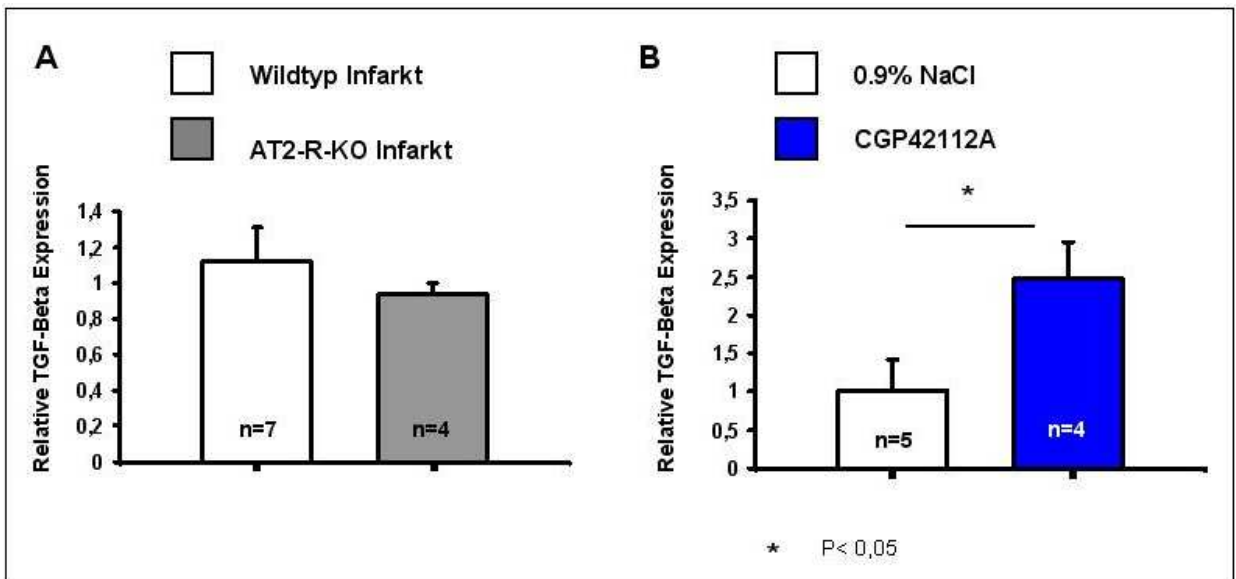 A
Wildtyp Infarkt
AT2-R-KO Infarkt
Relative TGF-Beta Expression
1,4
1,2
1
0,8
0,6
0,4
0,2
0
n=7
n=4
B
0.9% NaCl
CGP42112A
Relative TGF-Beta Expression
3,5
3
2,5
2
1,5
1
0,5
0
*
n=5
n=4
* P< 0,05